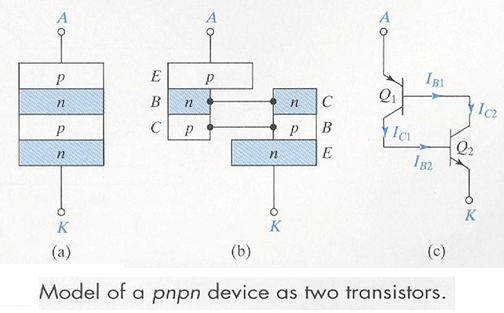 A A A
p
n
p
n
E p
B n n C
C p p B
n E
Q1 IB1
IC1 IC2
IB2 Q2
K K K
(a) (b) (c)
Model of a pnpn device as two transistors.